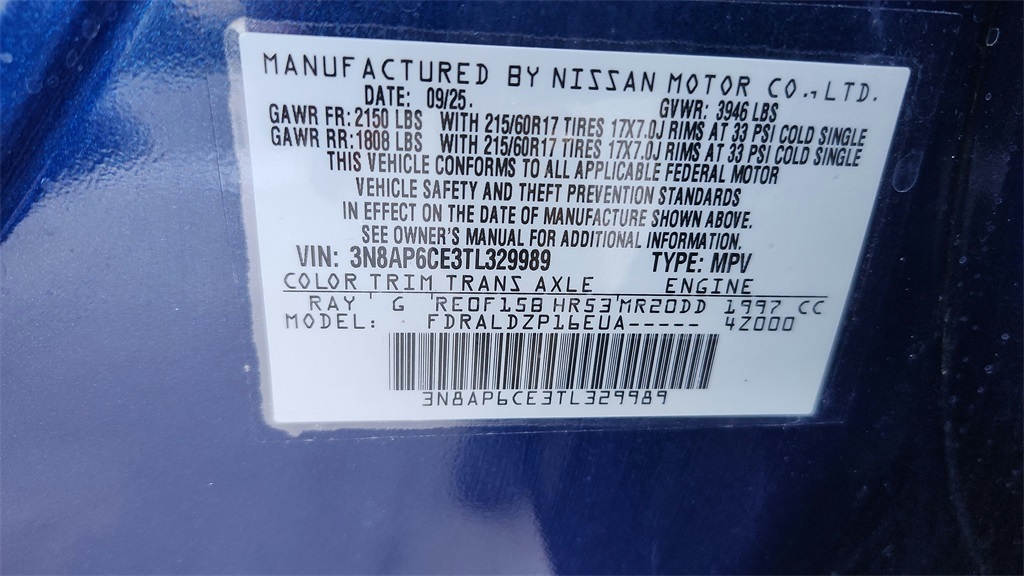 MANUFACTURED BY NISSAN MOTOR CO., LTD.
DATE: 09/25. GVWR: 3946 LBS
GAWR FR: 2150 LBS WITH 215/60R17 TIRES 17X7.0J RIMS AT 33 PSI COLD SINGLE
GAWR RR: 1808 LBS WITH 215/60R17 TIRES 17X7.0J RIMS AT 33 PSI COLD SINGLE
THIS VEHICLE CONFORMS TO ALL APPLICABLE FEDERAL MOTOR
VEHICLE SAFETY AND THEFT PREVENTION STANDARDS
IN EFFECT ON THE DATE OF MANUFACTURE SHOWN ABOVE.
SEE OWNER'S MANUAL FOR ADDITIONAL INFORMATION.
VIN: 3N8AP6CE3TL329989 TYPE: MPV
COLOR TRIM TRANS AXLE ENGINE
RAY G RE0F15B HR53 MR20DD 1997 CC
MODEL: FDRALDZP16EUA----- 4Z000
3N8AP6CE3TL329989